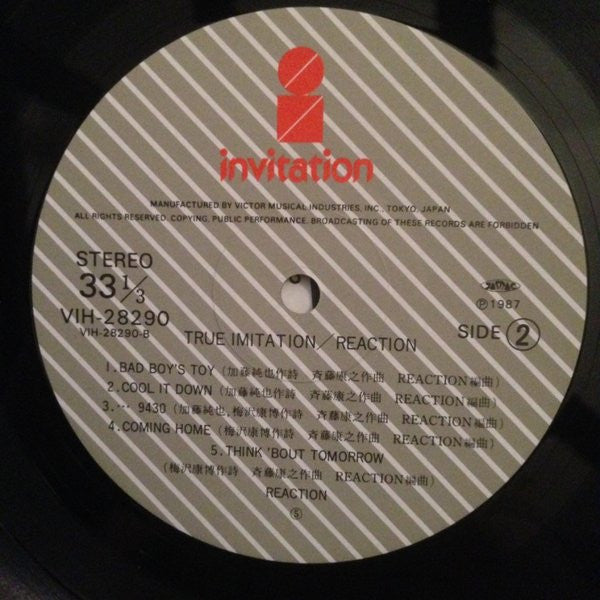 invitation
MANUFACTURED BY VICTOR MUSICAL INDUSTRIES, INC., TOKYO, JAPAN
ALL RIGHTS RESERVED. COPYING, PUBLIC PERFORMANCE, BROADCASTING OF THESE RECORDS ARE FORBIDDEN
STEREO
33 1/3
VIH-28290
VIH-28290-B
JASRAC
Ⓟ1987
SIDE ②
TRUE IMITATION／REACTION
1. BAD BOY'S TOY (加藤純也作詩 斉藤康之作曲 REACTION編曲)
2. COOL IT DOWN (加藤純也作詩 斉藤康之作曲 REACTION編曲)
3. … 9430 (加藤純也, 梅沢康博作詩 斉藤康之作曲 REACTION編曲)
4. COMING HOME (梅沢康博作詩 斉藤康之作曲 REACTION編曲)
5. THINK 'BOUT TOMORROW
(梅沢康博作詩 斉藤康之作曲 REACTION編曲)
REACTION
Ⓢ